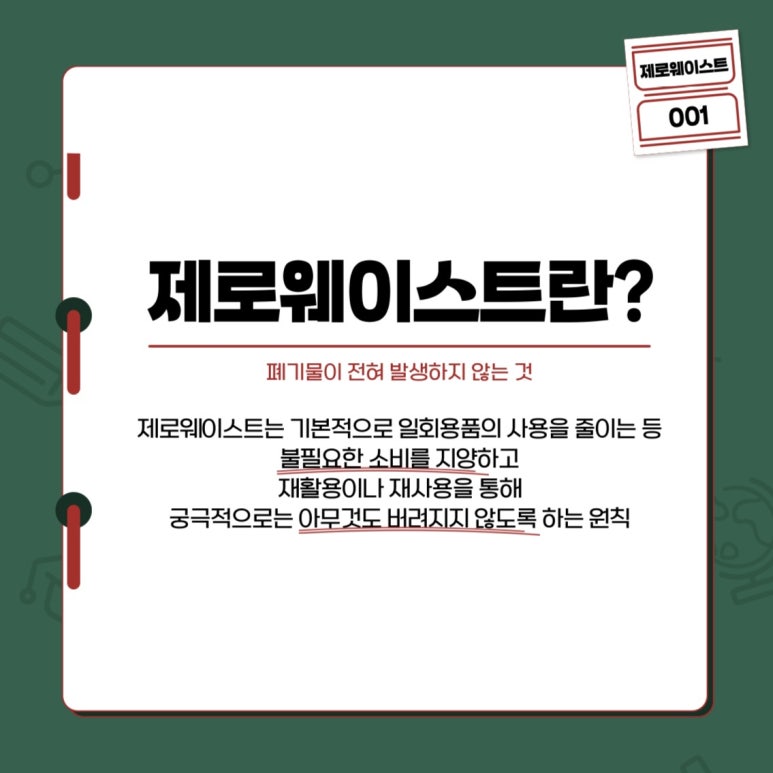 제로웨이스트
001
제로웨이스트란?
폐기물이 전혀 발생하지 않는 것
제로웨이스트는 기본적으로 일회용품의 사용을 줄이는 등
불필요한 소비를 지양하고
재활용이나 재사용을 통해
궁극적으로는 아무것도 버려지지 않도록 하는 원칙